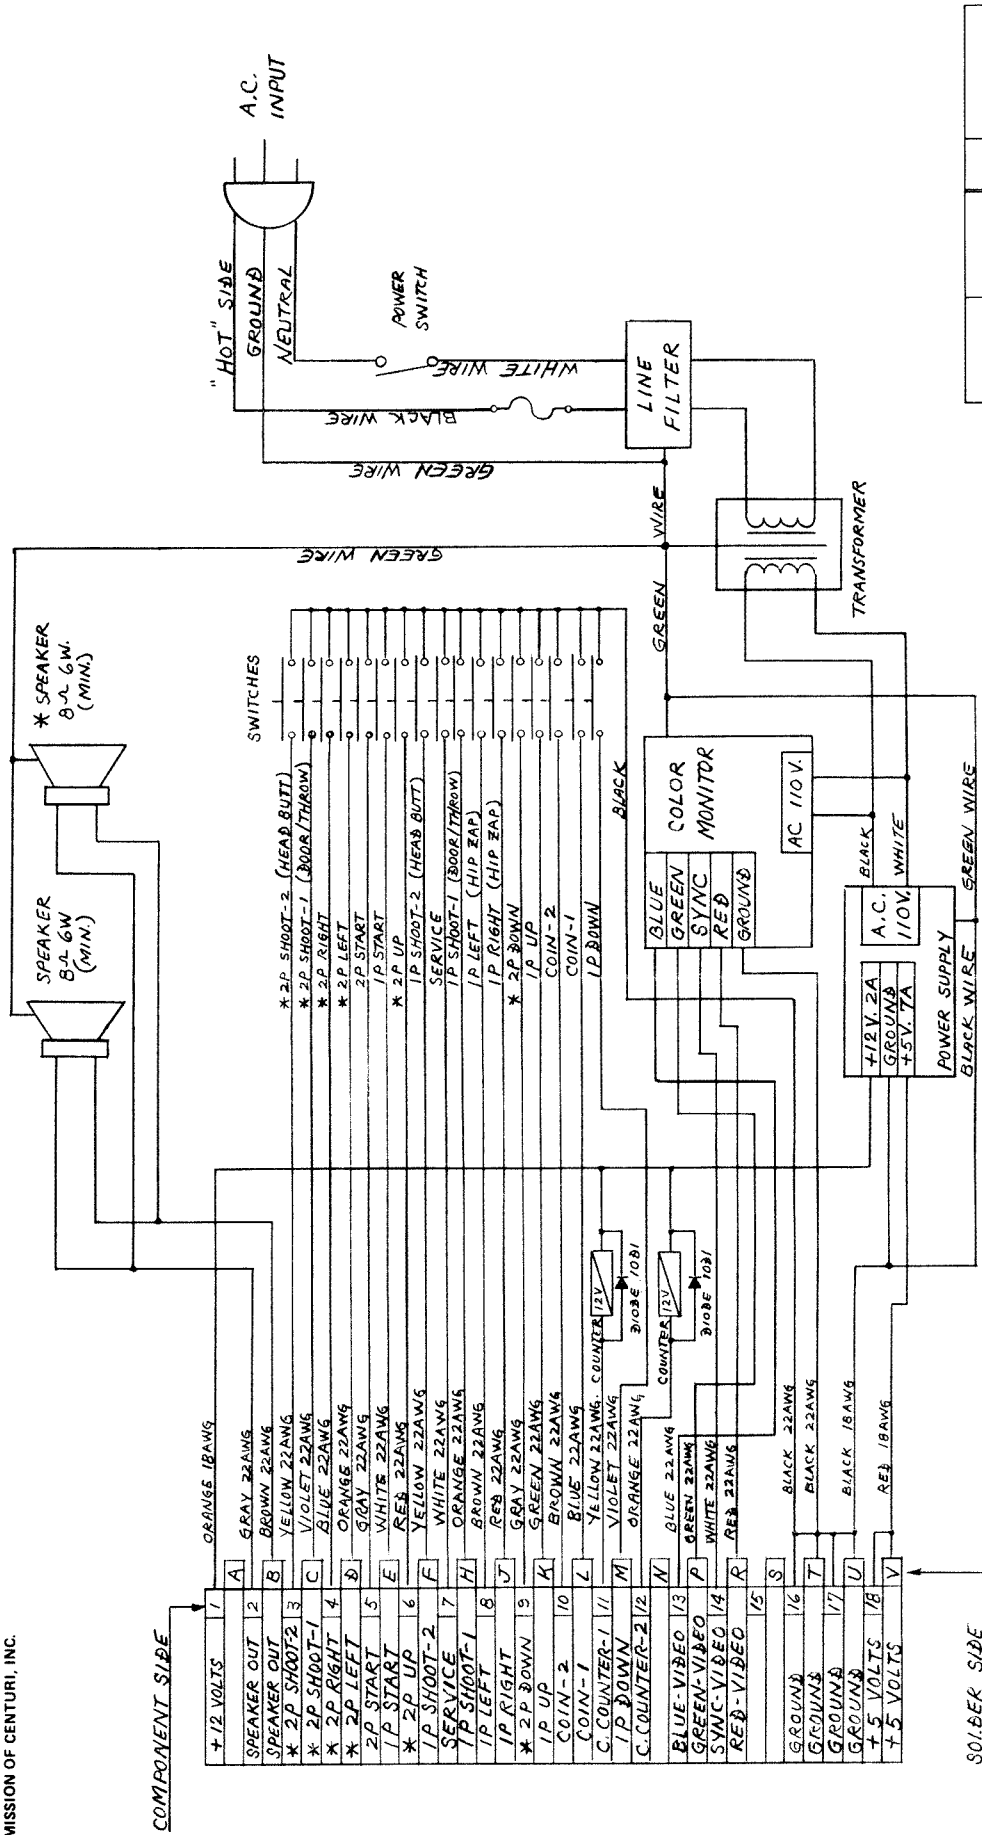 MISSION OF CENTURI, INC.
A.C.
INPUT
"HOT" SIDE
GROUND
NEUTRAL
POWER
SWITCH
WHITE WIRE
BLACK WIRE
GREEN WIRE
LINE
FILTER
GREEN WIRE
GREEN WIRE
TRANSFORMER
* SPEAKER
8Ω 6W.
(MIN.)
SPEAKER
8Ω 6W
(MIN.)
SWITCHES
* 2P SHOOT-2 (HEAD BUTT)
* 2P SHOOT-1 (DOOR/THROW)
* 2P RIGHT
* 2P LEFT
2P START
1P START
* 2P UP
1P SHOOT-2 (HEAD BUTT)
SERVICE
1P SHOOT-1 (DOOR/THROW)
1P LEFT (HIP ZAP)
1P RIGHT (HIP ZAP)
* 2P DOWN
1P UP
COIN-2
COIN-1
1P DOWN
BLACK
COLOR
MONITOR
BLUE
GREEN
SYNC
RED
GROUND
AC 110V.
BLACK
WHITE
A.C.
110V.
+12V. 2A
GROUND
+5V. 7A
POWER SUPPLY
BLACK WIRE
GREEN WIRE
COUNTER 12V
DIODE 10D1
COUNTER 12V
DIODE 10D1
ORANGE 18AWG
GRAY 22AWG
BROWN 22AWG
YELLOW 22AWG
VIOLET 22AWG
BLUE 22AWG
ORANGE 22AWG
GRAY 22AWG
WHITE 22AWG
RED 22AWG
YELLOW 22AWG
WHITE 22AWG
ORANGE 22AWG
BROWN 22AWG
RED 22AWG
GRAY 22AWG
GREEN 22AWG
BROWN 22AWG
BLUE 22AWG
YELLOW 22AWG.
VIOLET 22AWG
ORANGE 22AWG
BLUE 22AWG
GREEN 22AWG
WHITE 22AWG
RED 22AWG
BLACK 22AWG
BLACK 22AWG
BLACK 18AWG
RED 18AWG
COMPONENT SIDE
+12 VOLTS 1
A
SPEAKER OUT 2
SPEAKER OUT B
* 2P SHOOT-2 3
* 2P SHOOT-1 C
* 2P RIGHT 4
* 2P LEFT D
2P START 5
1P START E
* 2P UP 6
1P SHOOT-2 F
SERVICE 7
1P SHOOT-1 H
1P LEFT 8
1P RIGHT J
* 2P DOWN 9
1P UP K
COIN-2 10
COIN-1 L
C. COUNTER-1 11
1P DOWN M
C. COUNTER-2 12
N
BLUE-VIDEO 13
GREEN-VIDEO P
SYNC-VIDEO 14
RED-VIDEO R
15
S
GROUND 16
GROUND T
GROUND 17
GROUND U
+5 VOLTS 18
+5 VOLTS V
SOLDER SIDE